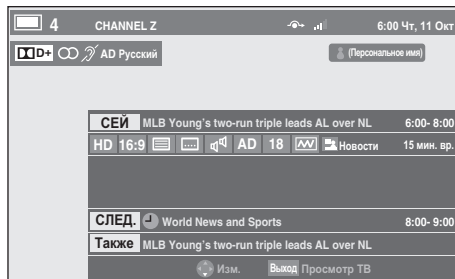 4 CHANNEL Z 6:00 Чт, 11 Окт
D+ AD Русский (Персональное имя)
СЕЙ MLB Young's two-run triple leads AL over NL 6:00- 8:00
HD 16:9 AD 18 Новости 15 мин. вр.
СЛЕД. World News and Sports 8:00- 9:00
Также MLB Young's two-run triple leads AL over NL
Изм. Выход Просмотр ТВ